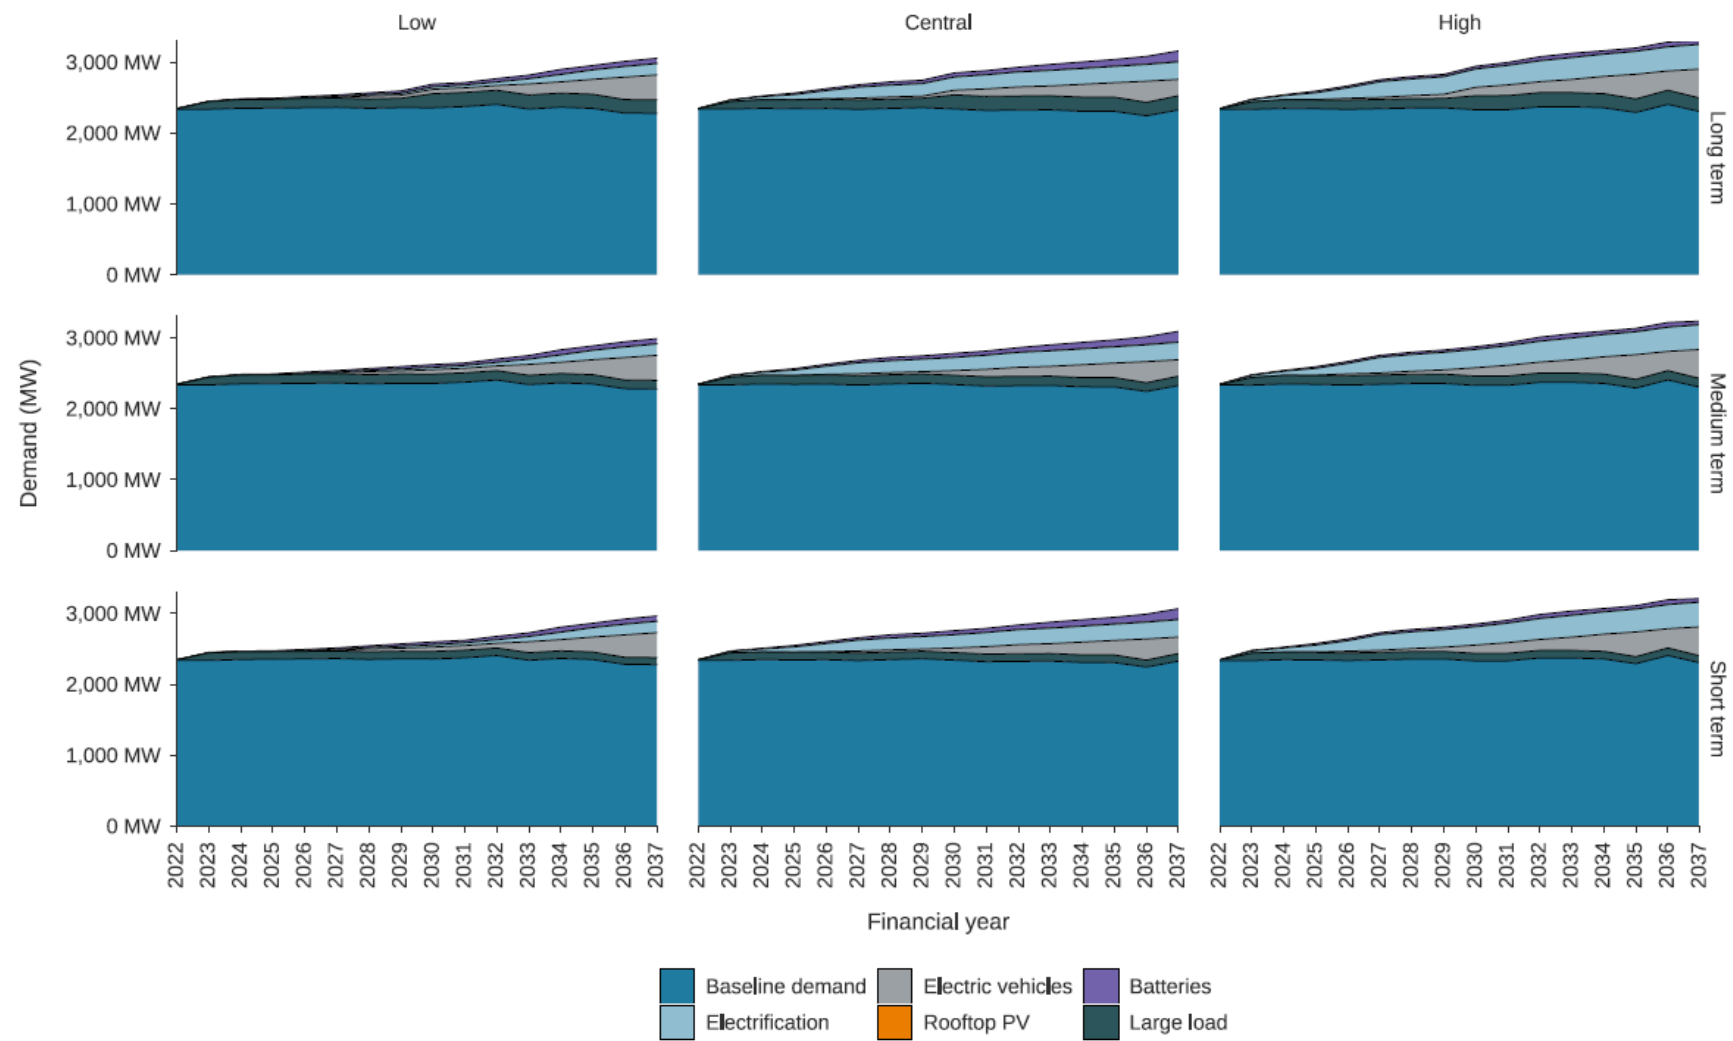 Low
Central
High
3,000 MW
2,000 MW
1,000 MW
0 MW
Long term
3,000 MW
2,000 MW
1,000 MW
0 MW
Medium term
3,000 MW
2,000 MW
1,000 MW
0 MW
Short term
Demand (MW)
2022 2023 2024 2025 2026 2027 2028 2029 2030 2031 2032 2033 2034 2035 2036 2037
2022 2023 2024 2025 2026 2027 2028 2029 2030 2031 2032 2033 2034 2035 2036 2037
2022 2023 2024 2025 2026 2027 2028 2029 2030 2031 2032 2033 2034 2035 2036 2037
Financial year
Baseline demand
Electric vehicles
Batteries
Electrification
Rooftop PV
Large load